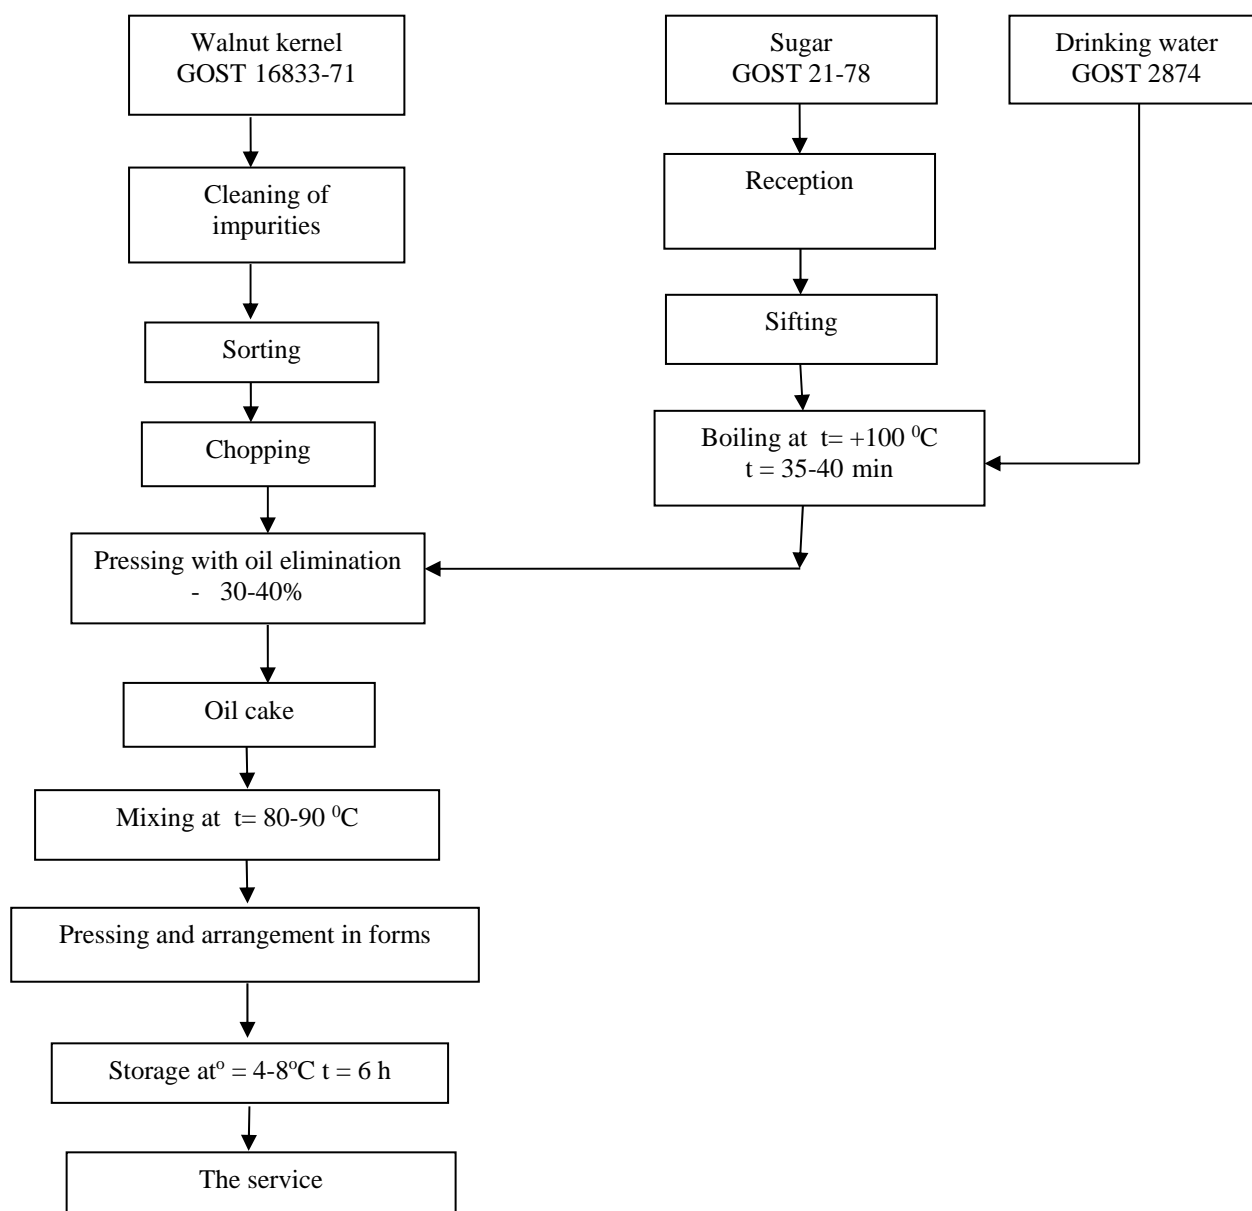 Walnut kernel
GOST 16833-71
Sugar
GOST 21-78
Drinking water
GOST 2874
Cleaning of
impurities
Reception
Sorting
Sifting
Chopping
Boiling at t= +100 ⁰C
t = 35-40 min
Pressing with oil elimination
- 30-40%
Oil cake
Mixing at t= 80-90 ⁰C
Pressing and arrangement in forms
Storage atº = 4-8ºC t = 6 h
The service